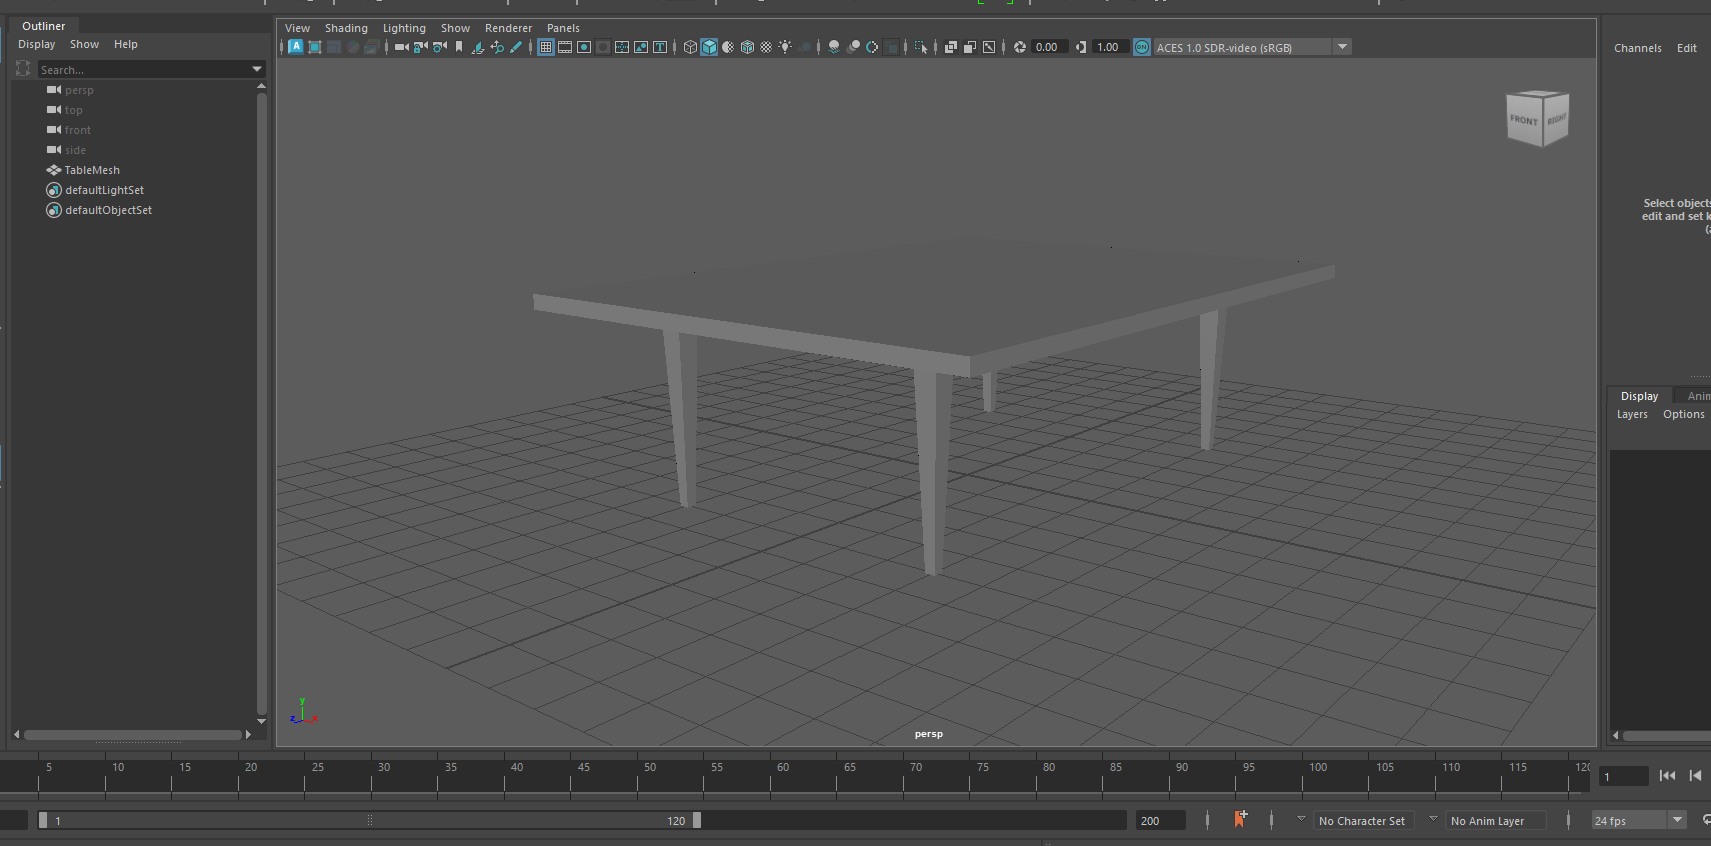 Outliner
Display Show Help
Search...
persp
top
front
side
TableMesh
defaultLightSet
defaultObjectSet
View Shading Lighting Show Renderer Panels
A T 0.00 1.00 ON ACES 1.0 SDR-video (sRGB)
FRONT RIGHT
y
z x
persp
Channels Edit
Select objects
edit and set k
(a
Display Anim
Layers Options
5 10 15 20 25 30 35 40 45 50 55 60 65 70 75 80 85 90 95 100 105 110 115 120
1
1 120 200 No Character Set No Anim Layer 24 fps